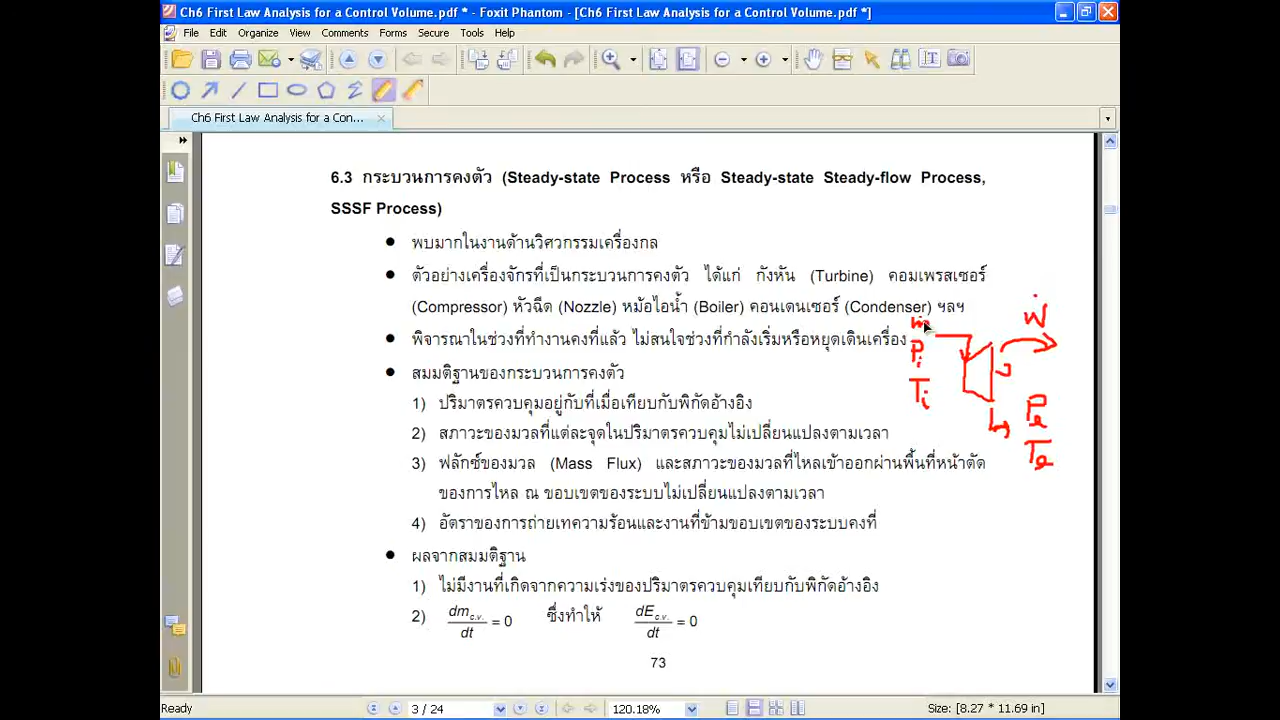 Ch6 First Law Analysis for a Control Volume.pdf * - Foxit Phantom - [Ch6 First Law Analysis for a Control Volume.pdf *]
File Edit Organize View Comments Forms Secure Tools Help
Ch6 First Law Analysis for a Con...
6.3 กระบวนการคงตัว (Steady-state Process หรือ Steady-state Steady-flow Process,
SSSF Process)
● พบมากในงานด้านวิศวกรรมเครื่องกล
● ตัวอย่างเครื่องจักรที่เป็นกระบวนการคงตัว ได้แก่ กังหัน (Turbine) คอมเพรสเซอร์
(Compressor) หัวฉีด (Nozzle) หม้อไอน้ำ (Boiler) คอนเดนเซอร์ (Condenser) ฯลฯ
● พิจารณาในช่วงที่ทำงานคงที่แล้ว ไม่สนใจช่วงที่กำลังเริ่มหรือหยุดเดินเครื่อง
● สมมติฐานของกระบวนการคงตัว
1) ปริมาตรควบคุมอยู่กับที่เมื่อเทียบกับพิกัดอ้างอิง
2) สภาวะของมวลที่แต่ละจุดในปริมาตรควบคุมไม่เปลี่ยนแปลงตามเวลา
3) ฟลักซ์ของมวล (Mass Flux) และสภาวะของมวลที่ไหลเข้าออกผ่านพื้นที่หน้าตัด
ของการไหล ณ ขอบเขตของระบบไม่เปลี่ยนแปลงตามเวลา
4) อัตราของการถ่ายเทความร้อนและงานที่ข้ามขอบเขตของระบบคงที่
● ผลจากสมมติฐาน
1) ไม่มีงานที่เกิดจากความเร่งของปริมาตรควบคุมเทียบกับพิกัดอ้างอิง
2) dm_c.v./dt = 0 ซึ่งทำให้ dE_c.v./dt = 0
Ẇ
P_i
T_i
P_e
T_e
73
Ready 3 / 24 120.18% Size: [8.27 * 11.69 in]